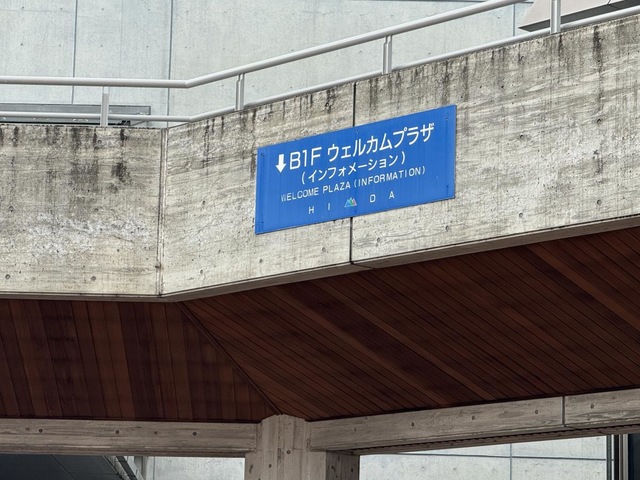 ↓B1F ウェルカムプラザ
(インフォメーション)
WELCOME PLAZA (INFORMATION)
H I D A